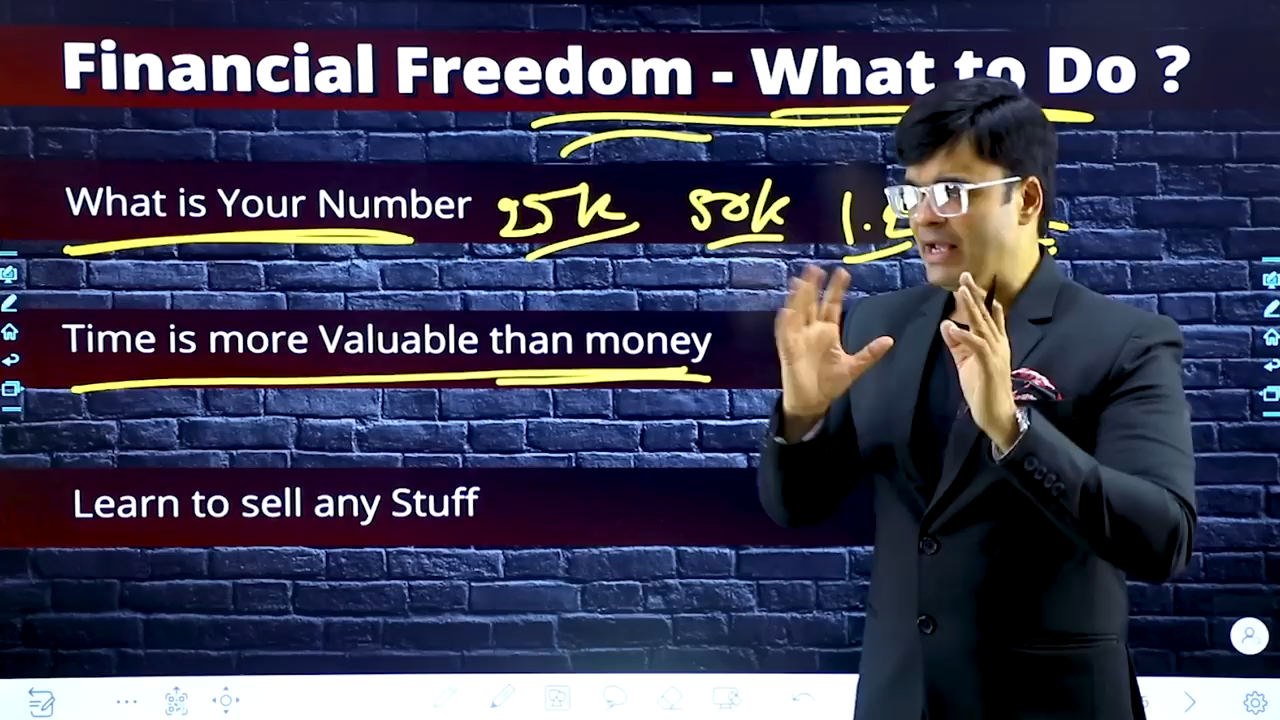 Financial Freedom - What to Do ?
What is Your Number 25k 50k
Time is more Valuable than money
Learn to sell any Stuff